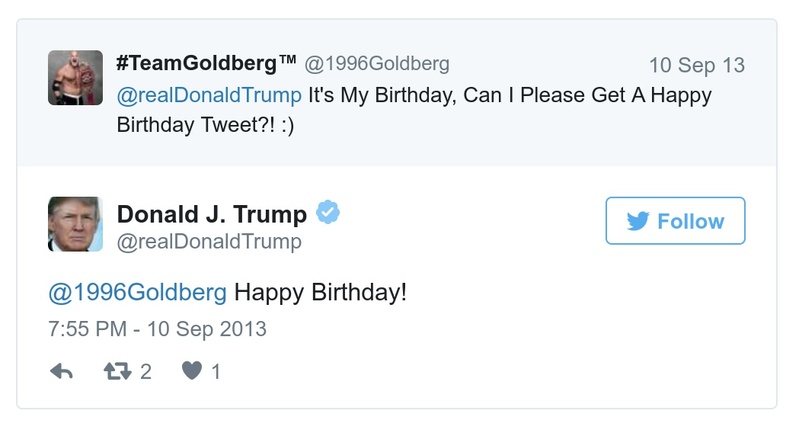 #TeamGoldberg™ @1996Goldberg 10 Sep 13
@realDonaldTrump It's My Birthday, Can I Please Get A Happy
Birthday Tweet?! :)
Donald J. Trump
@realDonaldTrump
Follow
@1996Goldberg Happy Birthday!
7:55 PM - 10 Sep 2013
2 1